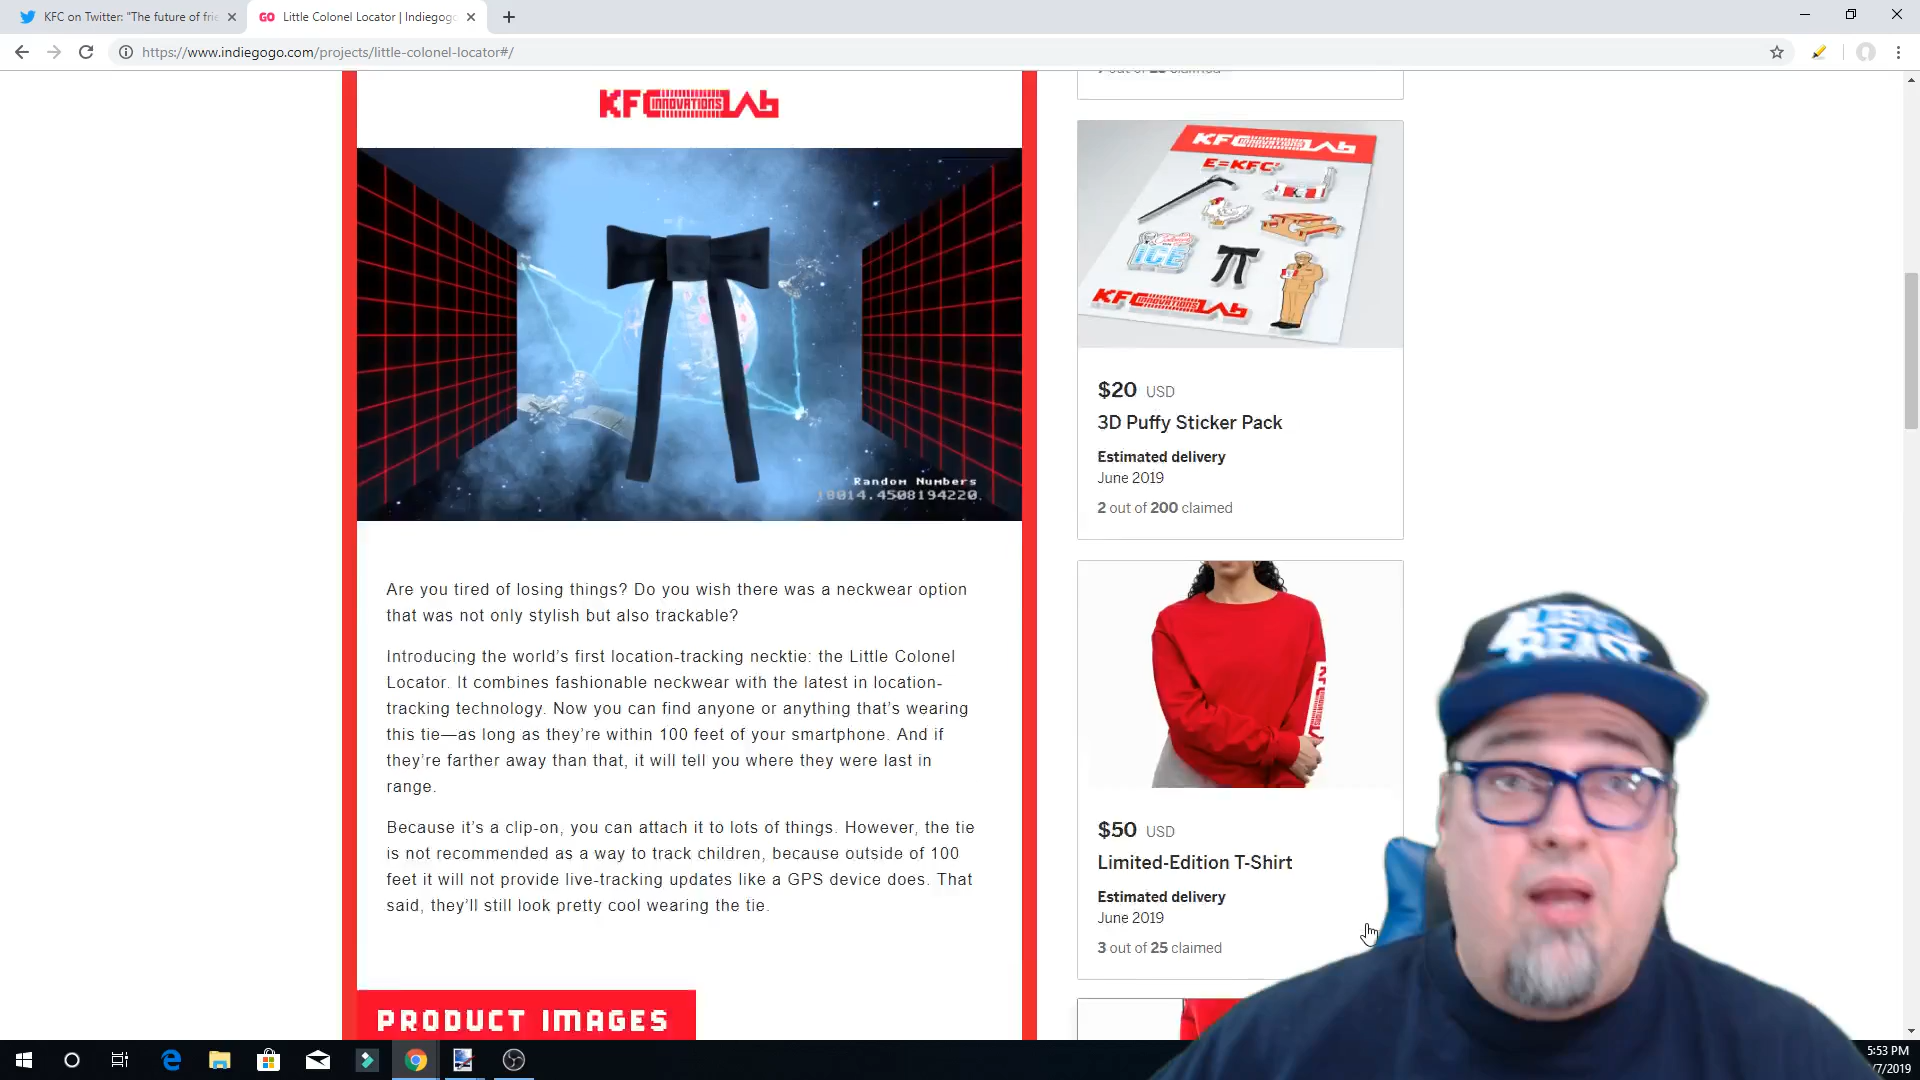 KFC on Twitter: "The future of frie
GO Little Colonel Locator | Indiegogo
https://www.indiegogo.com/projects/little-colonel-locator#/
KFC INNOVATIONS LAb
Random Numbers
18014.4508194220.
Are you tired of losing things? Do you wish there was a neckwear option
that was not only stylish but also trackable?
Introducing the world's first location-tracking necktie: the Little Colonel
Locator. It combines fashionable neckwear with the latest in location-
tracking technology. Now you can find anyone or anything that's wearing
this tie—as long as they're within 100 feet of your smartphone. And if
they're farther away than that, it will tell you where they were last in
range.
Because it's a clip-on, you can attach it to lots of things. However, the tie
is not recommended as a way to track children, because outside of 100
feet it will not provide live-tracking updates like a GPS device does. That
said, they'll still look pretty cool wearing the tie.
PRODUCT IMAGES
KFC INNOVATIONS LAb
E=KFC²
ICE
KFC INNOVATIONS LAb
$20 USD
3D Puffy Sticker Pack
Estimated delivery
June 2019
2 out of 200 claimed
KFC INNOVATIONS
$50 USD
Limited-Edition T-Shirt
Estimated delivery
June 2019
3 out of 25 claimed
BEAST
5:53 PM
/7/2019